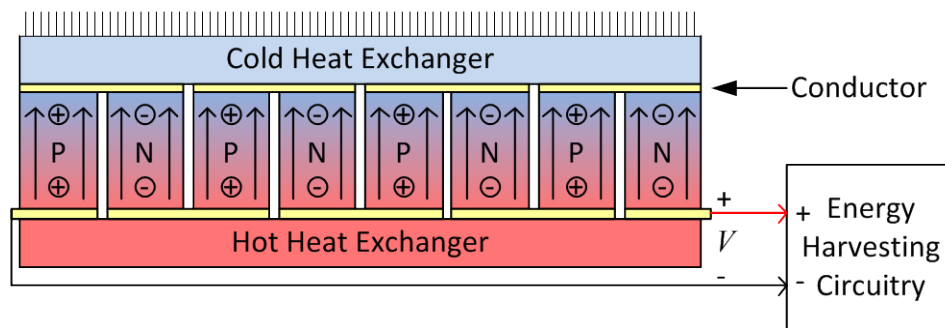 Cold Heat Exchanger
Conductor
+ - + - + - + -
P N P N P N P N
+ - + - + - + -
Hot Heat Exchanger
+
V
-
+ Energy
Harvesting
- Circuitry